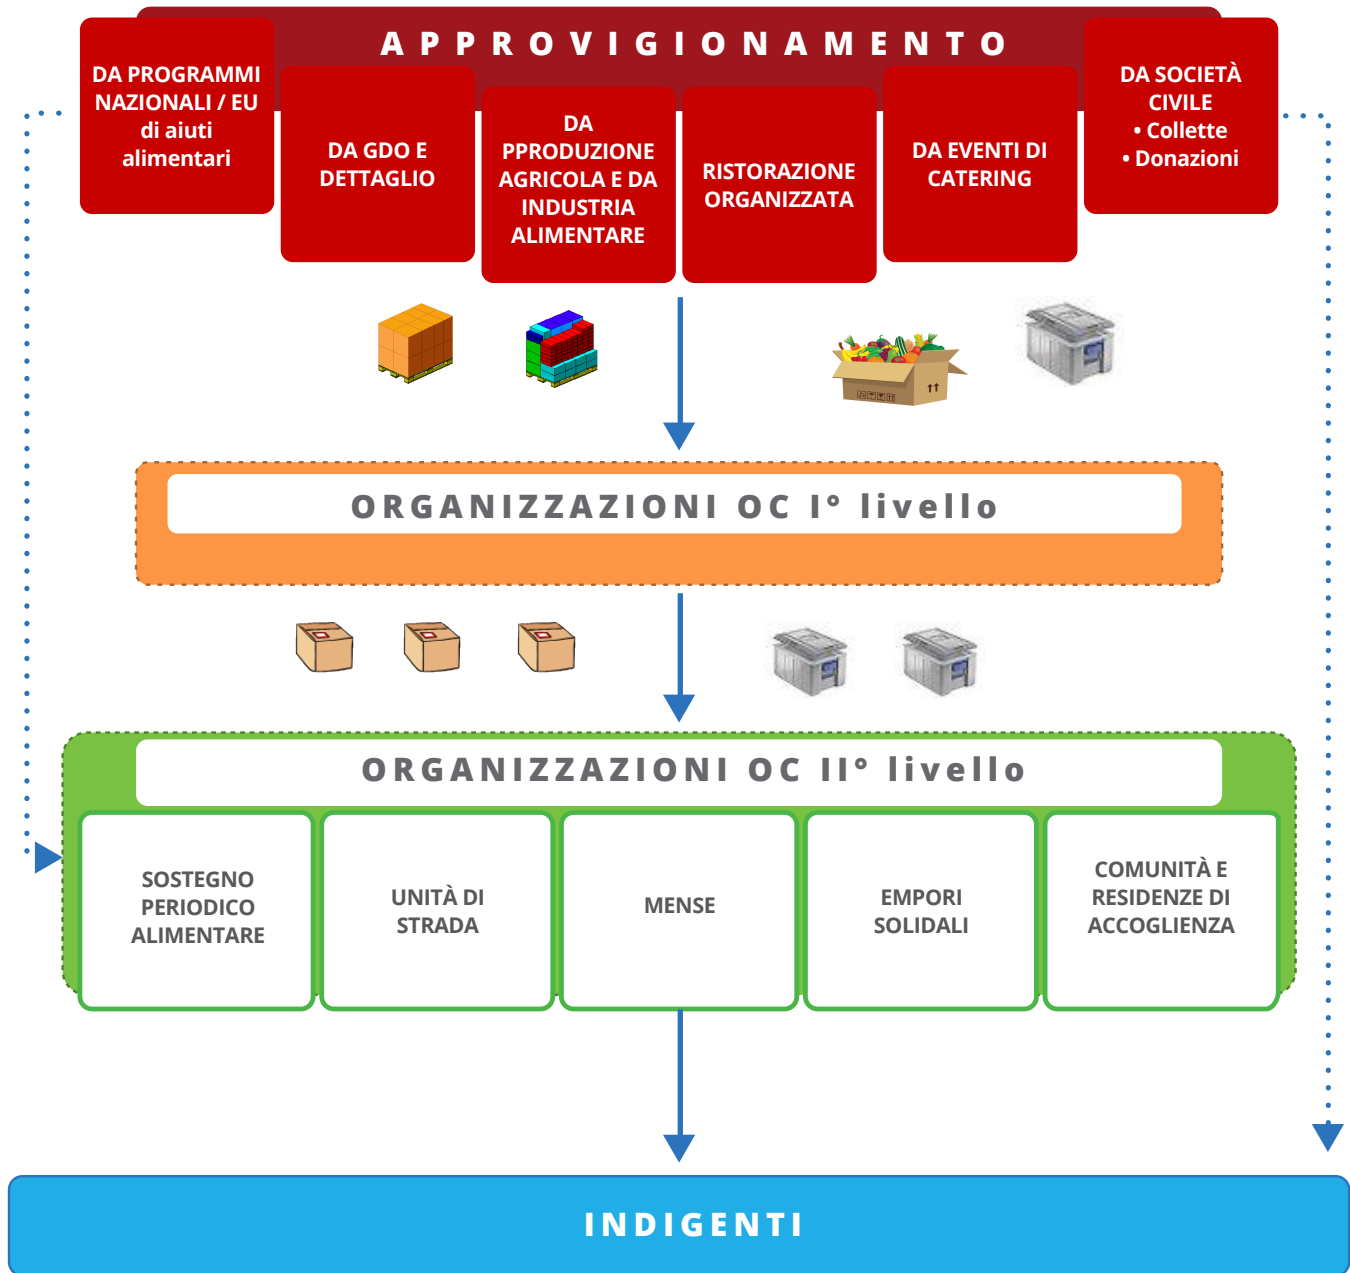 APPROVIGIONAMENTO
DA PROGRAMMI
NAZIONALI / EU
di aiuti
alimentari
DA GDO E
DETTAGLIO
DA
PPRODUZIONE
AGRICOLA E DA
INDUSTRIA
ALIMENTARE
RISTORAZIONE
ORGANIZZATA
DA EVENTI DI
CATERING
DA SOCIETÀ
CIVILE
• Collette
• Donazioni
ORGANIZZAZIONI OC I° livello
ORGANIZZAZIONI OC II° livello
SOSTEGNO
PERIODICO
ALIMENTARE
UNITÀ DI
STRADA
MENSE
EMPORI
SOLIDALI
COMUNITÀ E
RESIDENZE DI
ACCOGLIENZA
INDIGENTI